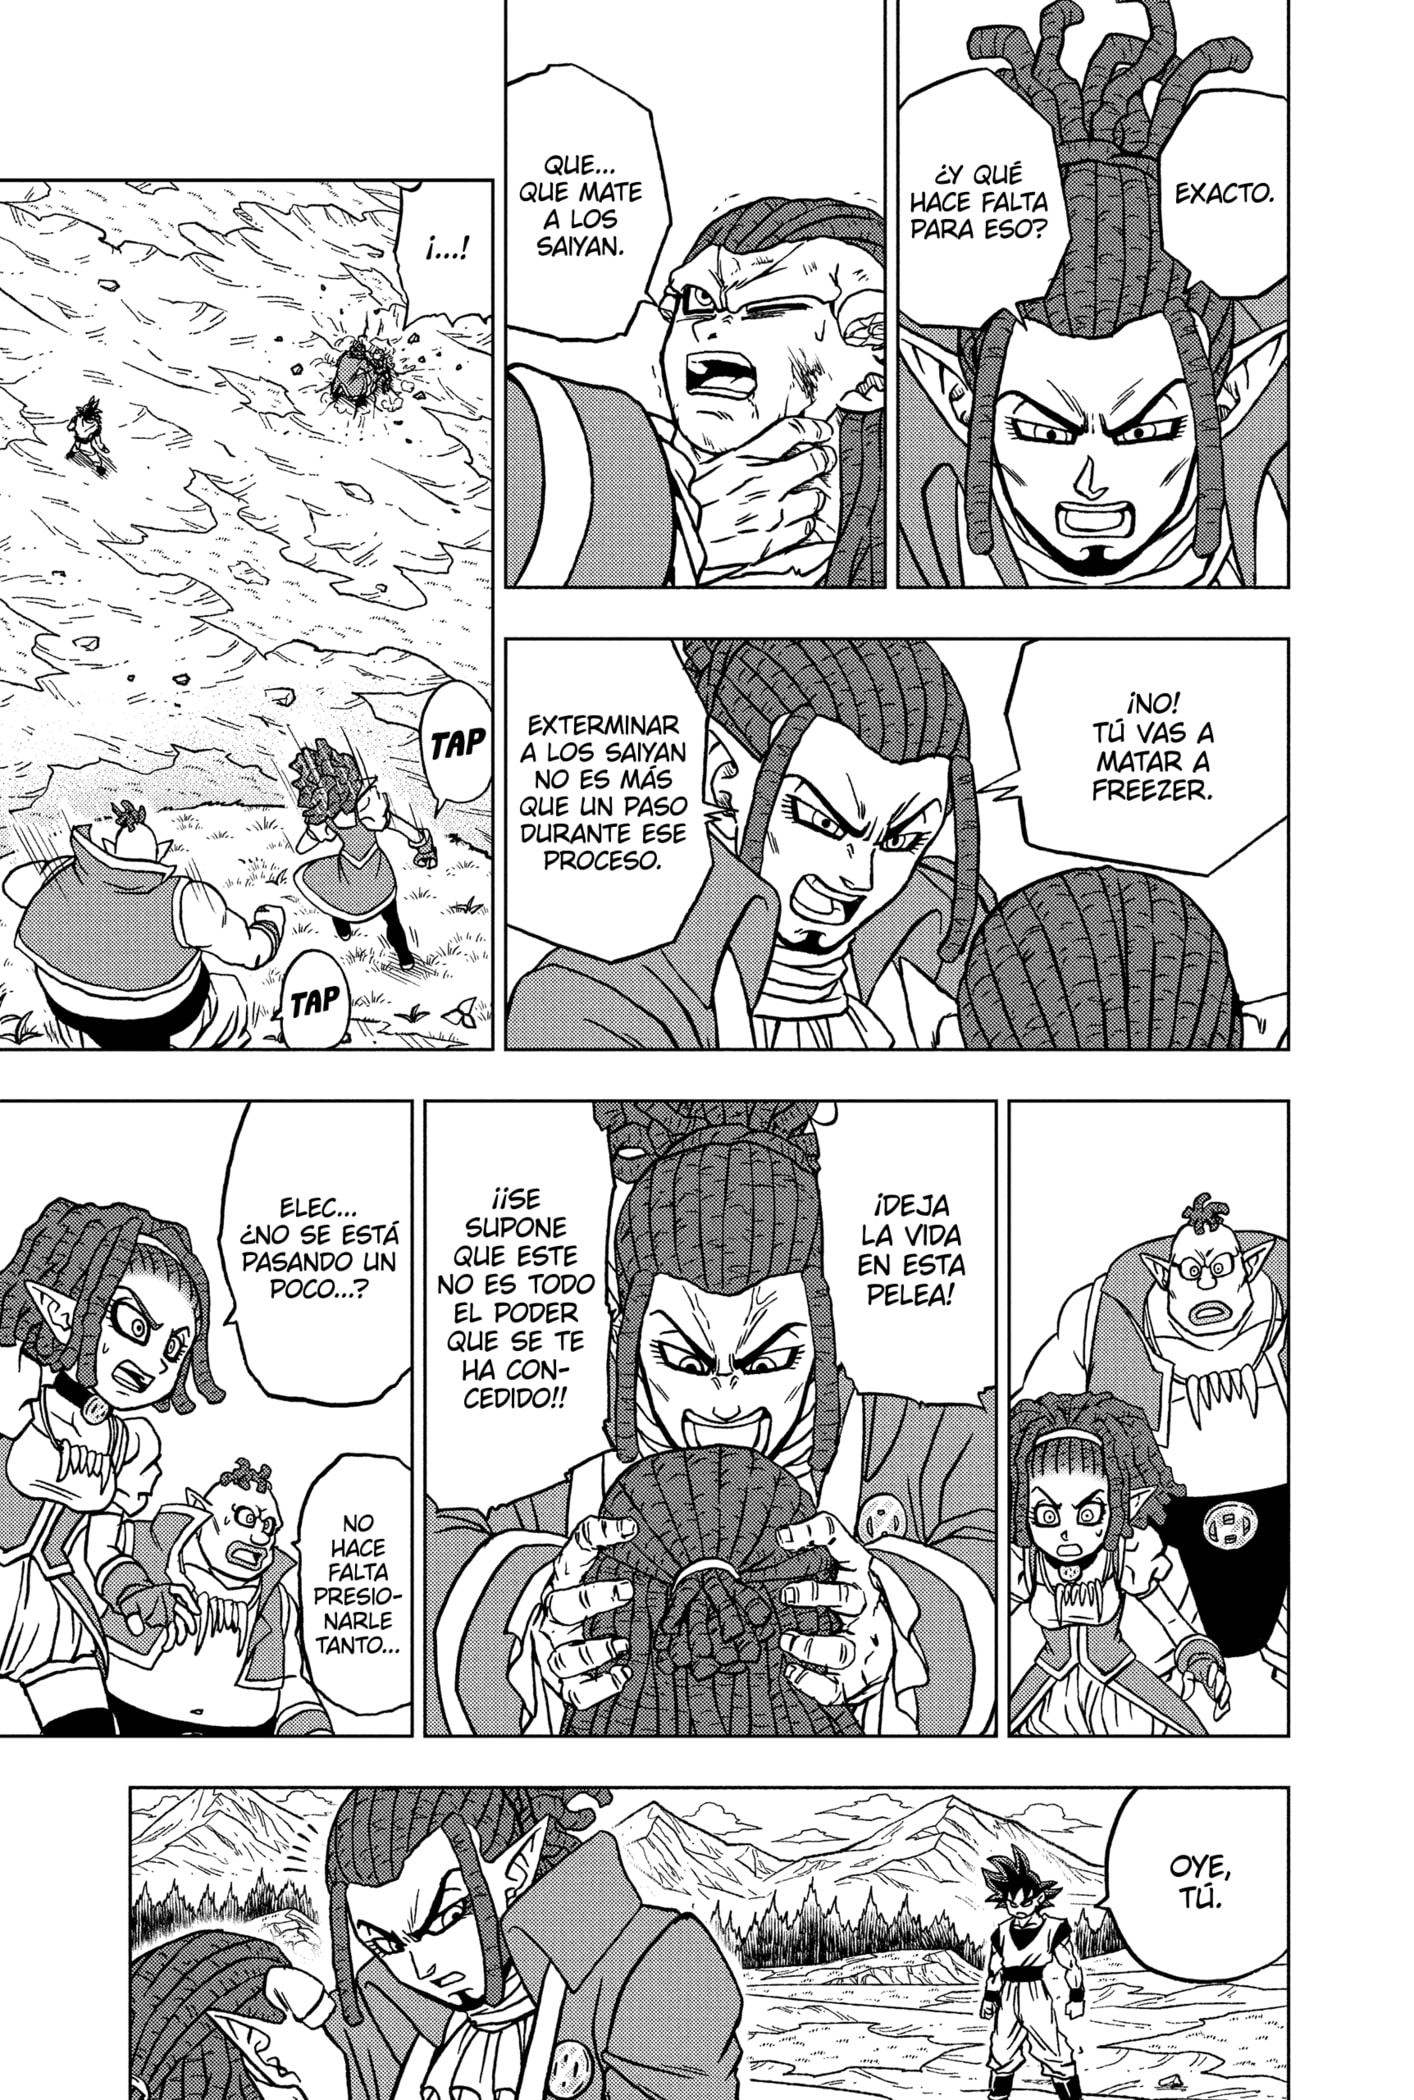 EXACTO.
¿Y QUÉ
HACE FALTA
PARA ESO?
QUE...
QUE MATE
A LOS
SAIYAN.
¡...!
TAP
TAP
¡NO!
TÚ VAS A
MATAR A
FREEZER.
EXTERMINAR
A LOS SAIYAN
NO ES MÁS
QUE UN PASO
DURANTE ESE
PROCESO.
¡DEJA
LA VIDA
EN ESTA
PELEA!
¡¡SE
SUPONE
QUE ESTE
NO ES TODO
EL PODER
QUE SE TE
HA CON-
CEDIDO!!
ELEC...
¿NO SE ESTÁ
PASANDO UN
POCO...?
NO
HACE
FALTA
PRESIO-
NARLE
TANTO...
OYE,
TÚ.